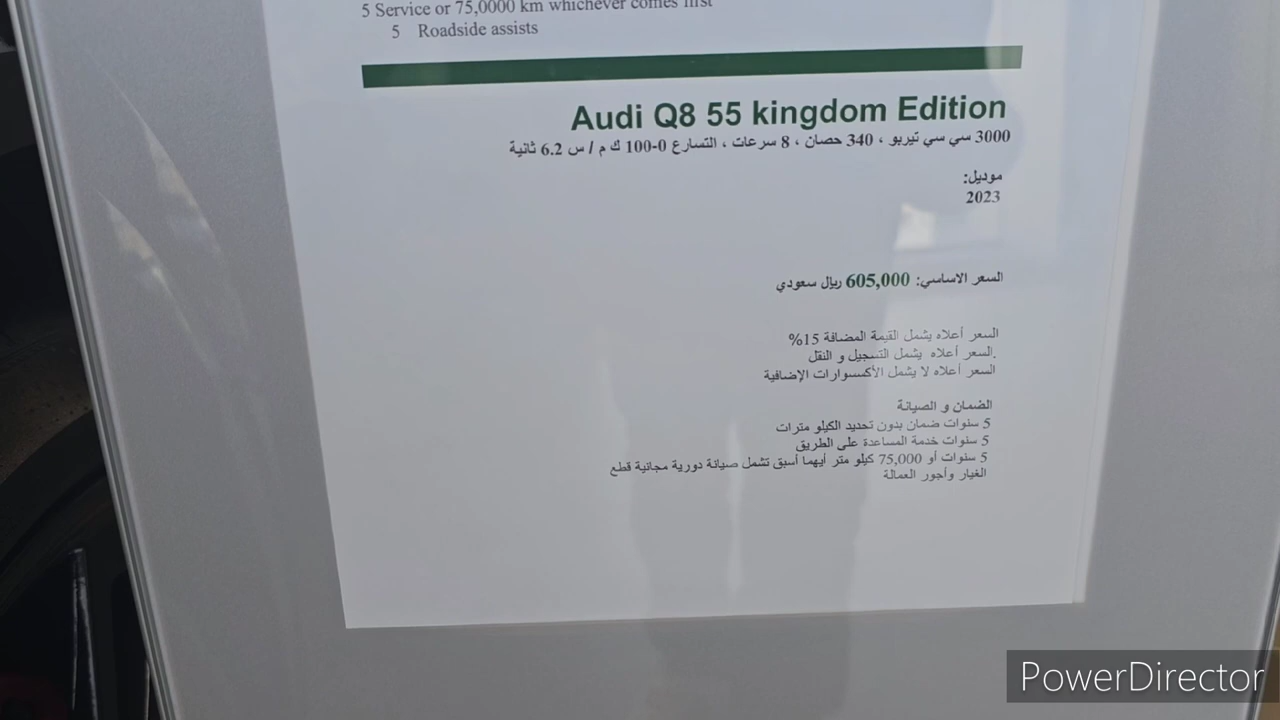 5 Service or 75,0000 km whichever comes first
5 Roadside assists
Audi Q8 55 kingdom Edition
3000 سي سي تيربو ، 340 حصان ، 8 سرعات ، التسارع 0-100 ك م / س 6.2 ثانية
موديل:
2023
السعر الاساسي: 605,000 ريال سعودي
السعر أعلاه يشمل القيمة المضافة 15%
السعر أعلاه يشمل التسجيل و النقل.
السعر أعلاه لا يشمل الأكسسوارات الإضافية
الضمان و الصيانة
5 سنوات ضمان بدون تحديد الكيلو مترات
5 سنوات خدمة المساعدة على الطريق
5 سنوات أو 75,000 كيلو متر أيهما أسبق تشمل صيانة دورية مجانية قطع
الغيار وأجور العمالة
PowerDirector